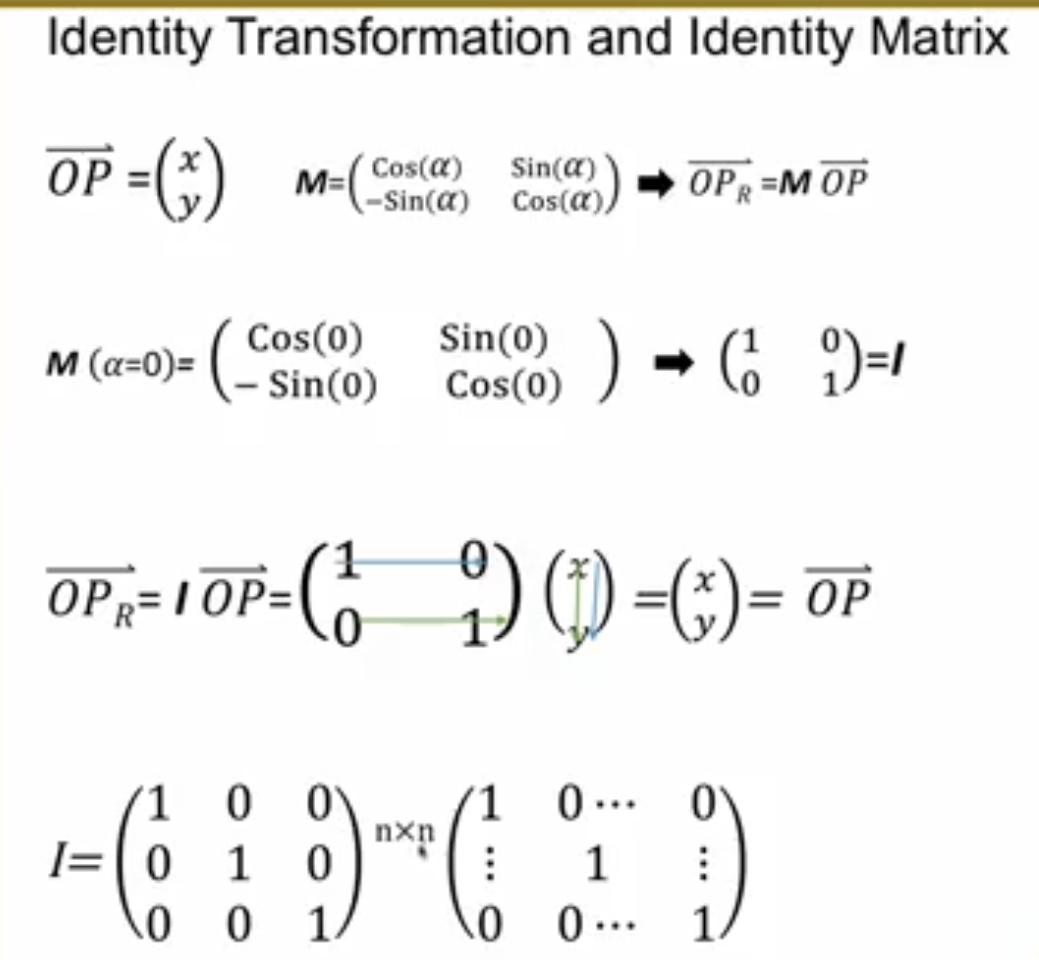 Identity Transformation and Identity Matrix
$\overrightarrow{OP} = \begin{pmatrix} x \\ y \end{pmatrix}$ $M = \begin{pmatrix} Cos(\alpha) & Sin(\alpha) \\ -Sin(\alpha) & Cos(\alpha) \end{pmatrix}$ ➡ $\overrightarrow{OP_R} = M \overrightarrow{OP}$
$M (\alpha=0) = \begin{pmatrix} Cos(0) & Sin(0) \\ -Sin(0) & Cos(0) \end{pmatrix}$ ➡ $\begin{pmatrix} 1 & 0 \\ 0 & 1 \end{pmatrix} = I$
$\overrightarrow{OP_R} = I \overrightarrow{OP} = \begin{pmatrix} 1 & 0 \\ 0 & 1 \end{pmatrix} \begin{pmatrix} x \\ y \end{pmatrix} = \begin{pmatrix} x \\ y \end{pmatrix} = \overrightarrow{OP}$
$I = \begin{pmatrix} 1 & 0 & 0 \\ 0 & 1 & 0 \\ 0 & 0 & 1 \end{pmatrix}$ n×n $\begin{pmatrix} 1 & 0 \cdots & 0 \\ \vdots & 1 & \vdots \\ 0 & 0 \cdots & 1 \end{pmatrix}$